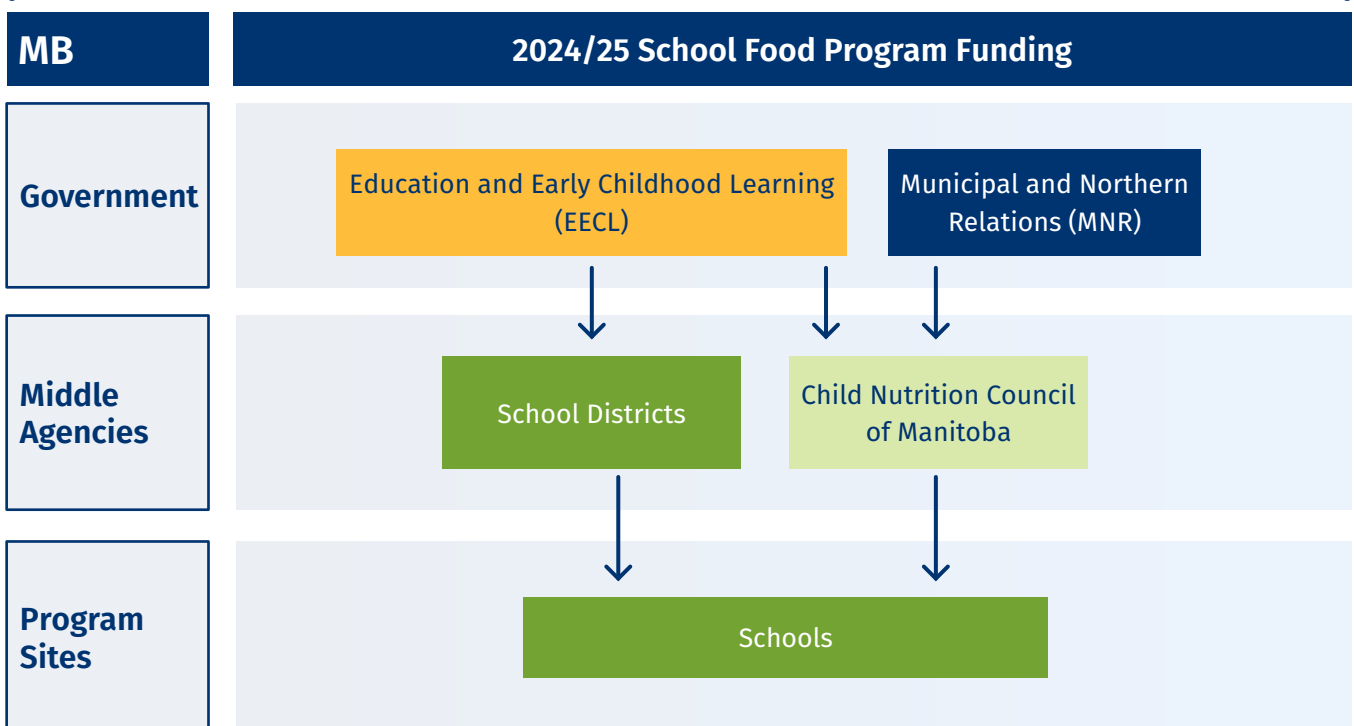 MB
2024/25 School Food Program Funding
Government
Education and Early Childhood Learning
(EECL)
Municipal and Northern
Relations (MNR)
Middle
Agencies
School Districts
Child Nutrition Council
of Manitoba
Program
Sites
Schools